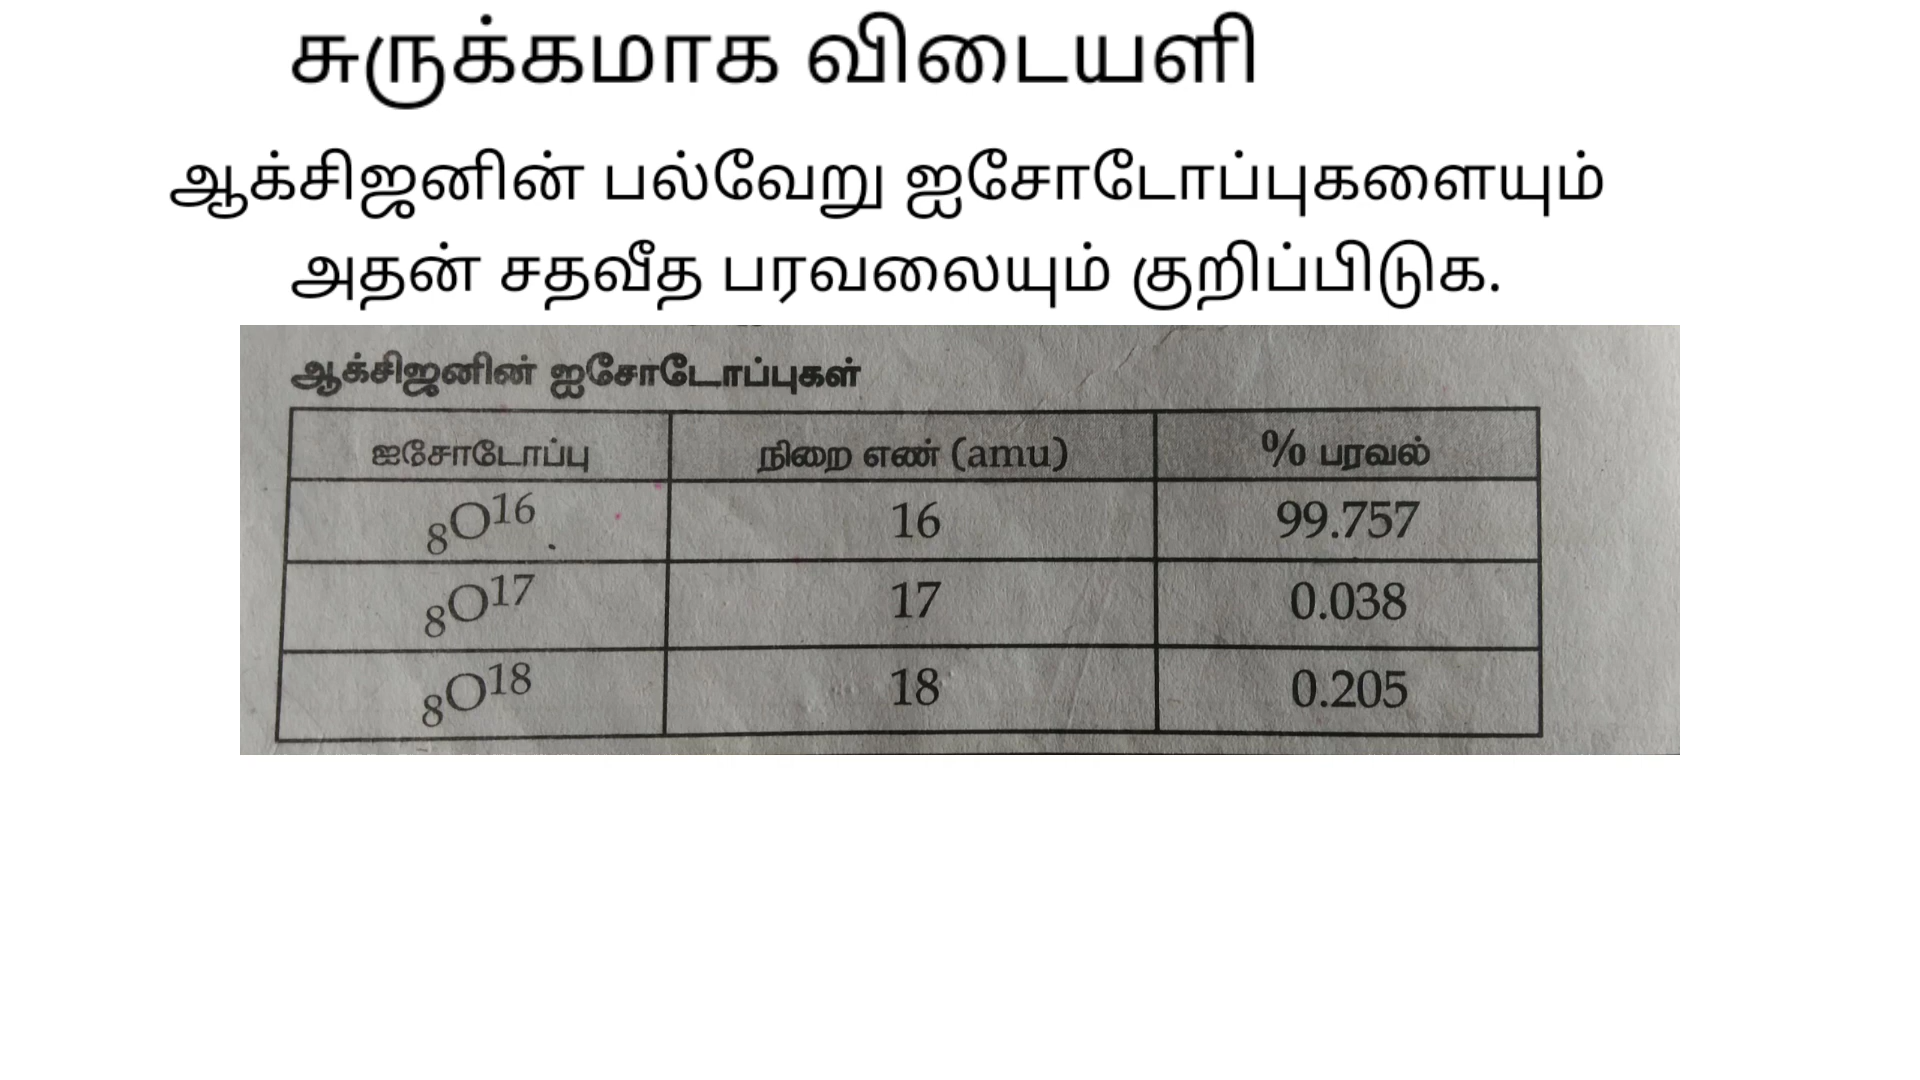 சுருக்கமாக விடையளி
ஆக்சிஜனின் பல்வேறு ஐசோடோப்புகளையும்
அதன் சதவீத பரவலையும் குறிப்பிடுக.
ஆக்சிஜனின் ஐசோடோப்புகள்
ஐசோடோப்பு நிறை எண் (amu) % பரவல்
₈O¹⁶ 16 99.757
₈O¹⁷ 17 0.038
₈O¹⁸ 18 0.205